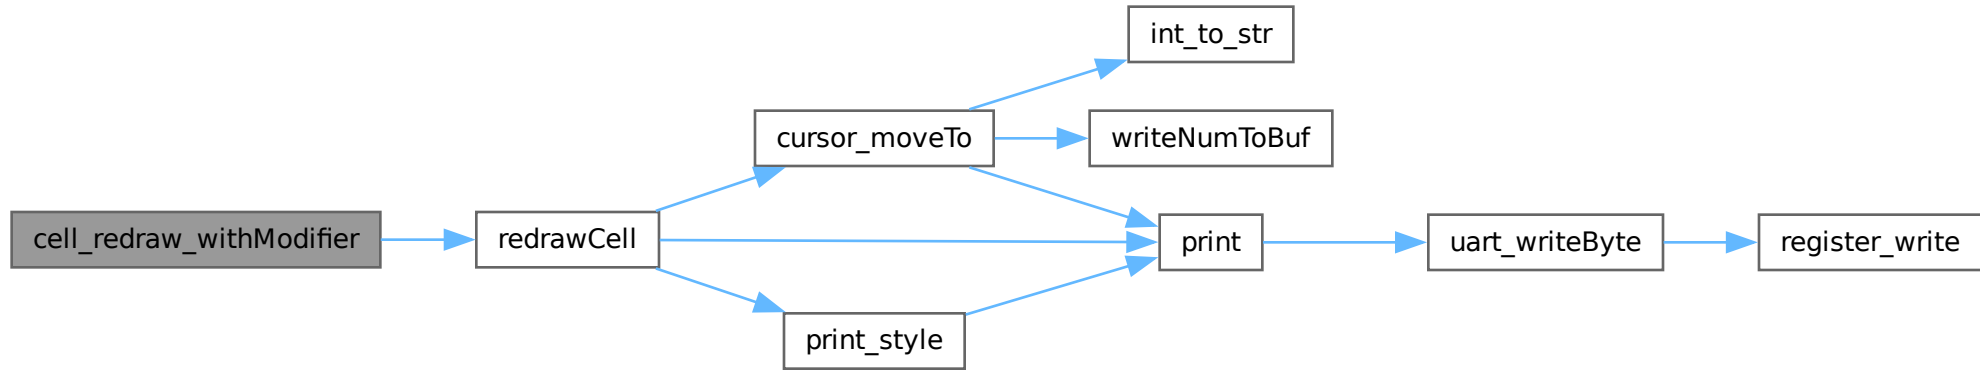 cell_redraw_withModifier
redrawCell
cursor_moveTo
print_style
int_to_str
writeNumToBuf
print
uart_writeByte
register_write